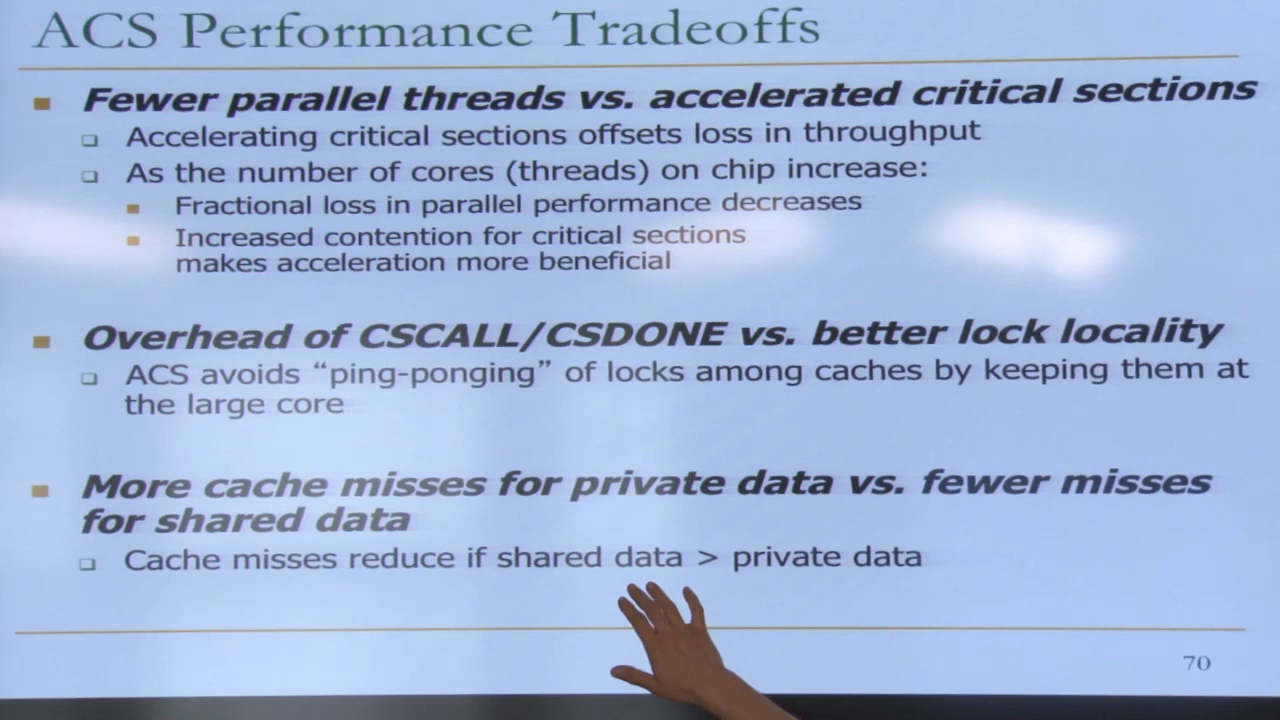 ACS Performance Tradeoffs
Fewer parallel threads vs. accelerated critical sections
Accelerating critical sections offsets loss in throughput
As the number of cores (threads) on chip increase:
Fractional loss in parallel performance decreases
Increased contention for critical sections
makes acceleration more beneficial
Overhead of CSCALL/CSDONE vs. better lock locality
ACS avoids “ping-ponging” of locks among caches by keeping them at
the large core
More cache misses for private data vs. fewer misses
for shared data
Cache misses reduce if shared data > private data
70